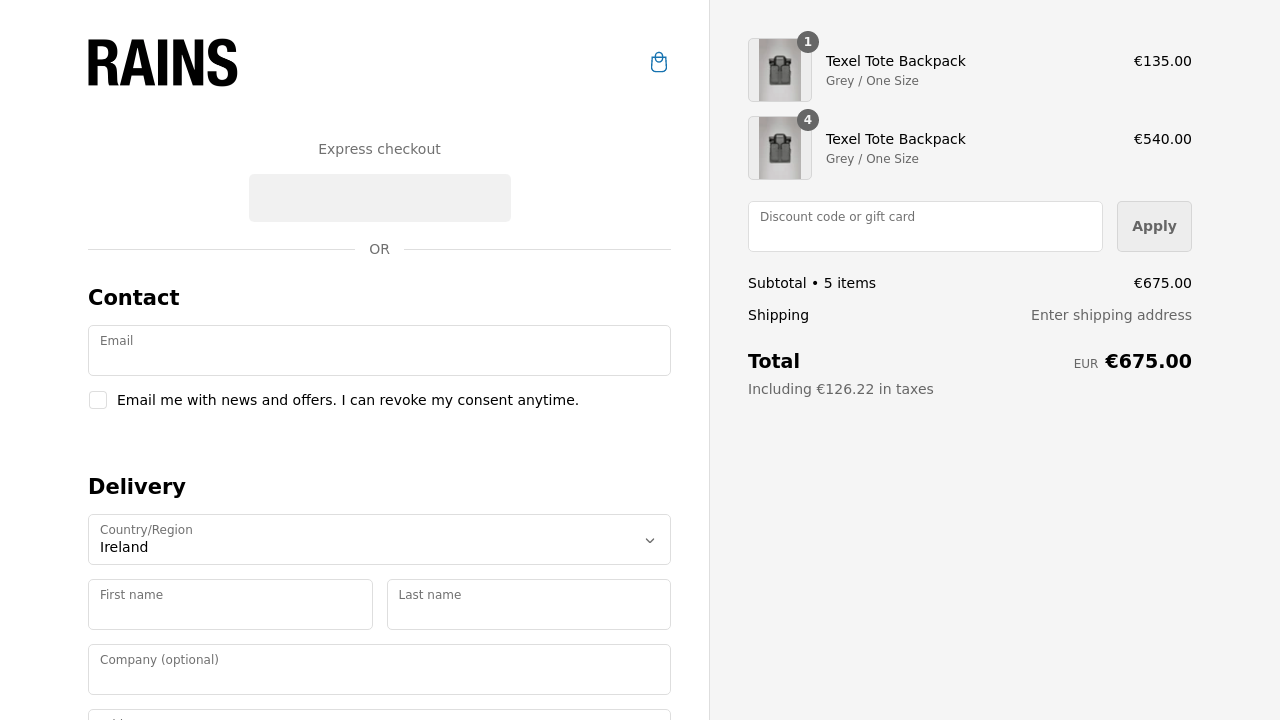 RAINS
Express checkout
OR
Contact
Email
Email me with news and offers. I can revoke my consent anytime.
Delivery
Country/Region
Ireland
First name
Last name
Company (optional)
1
Texel Tote Backpack
€135.00
Grey / One Size
4
Texel Tote Backpack
€540.00
Grey / One Size
Discount code or gift card
Apply
Subtotal • 5 items
€675.00
Shipping
Enter shipping address
Total
EUR €675.00
Including €126.22 in taxes